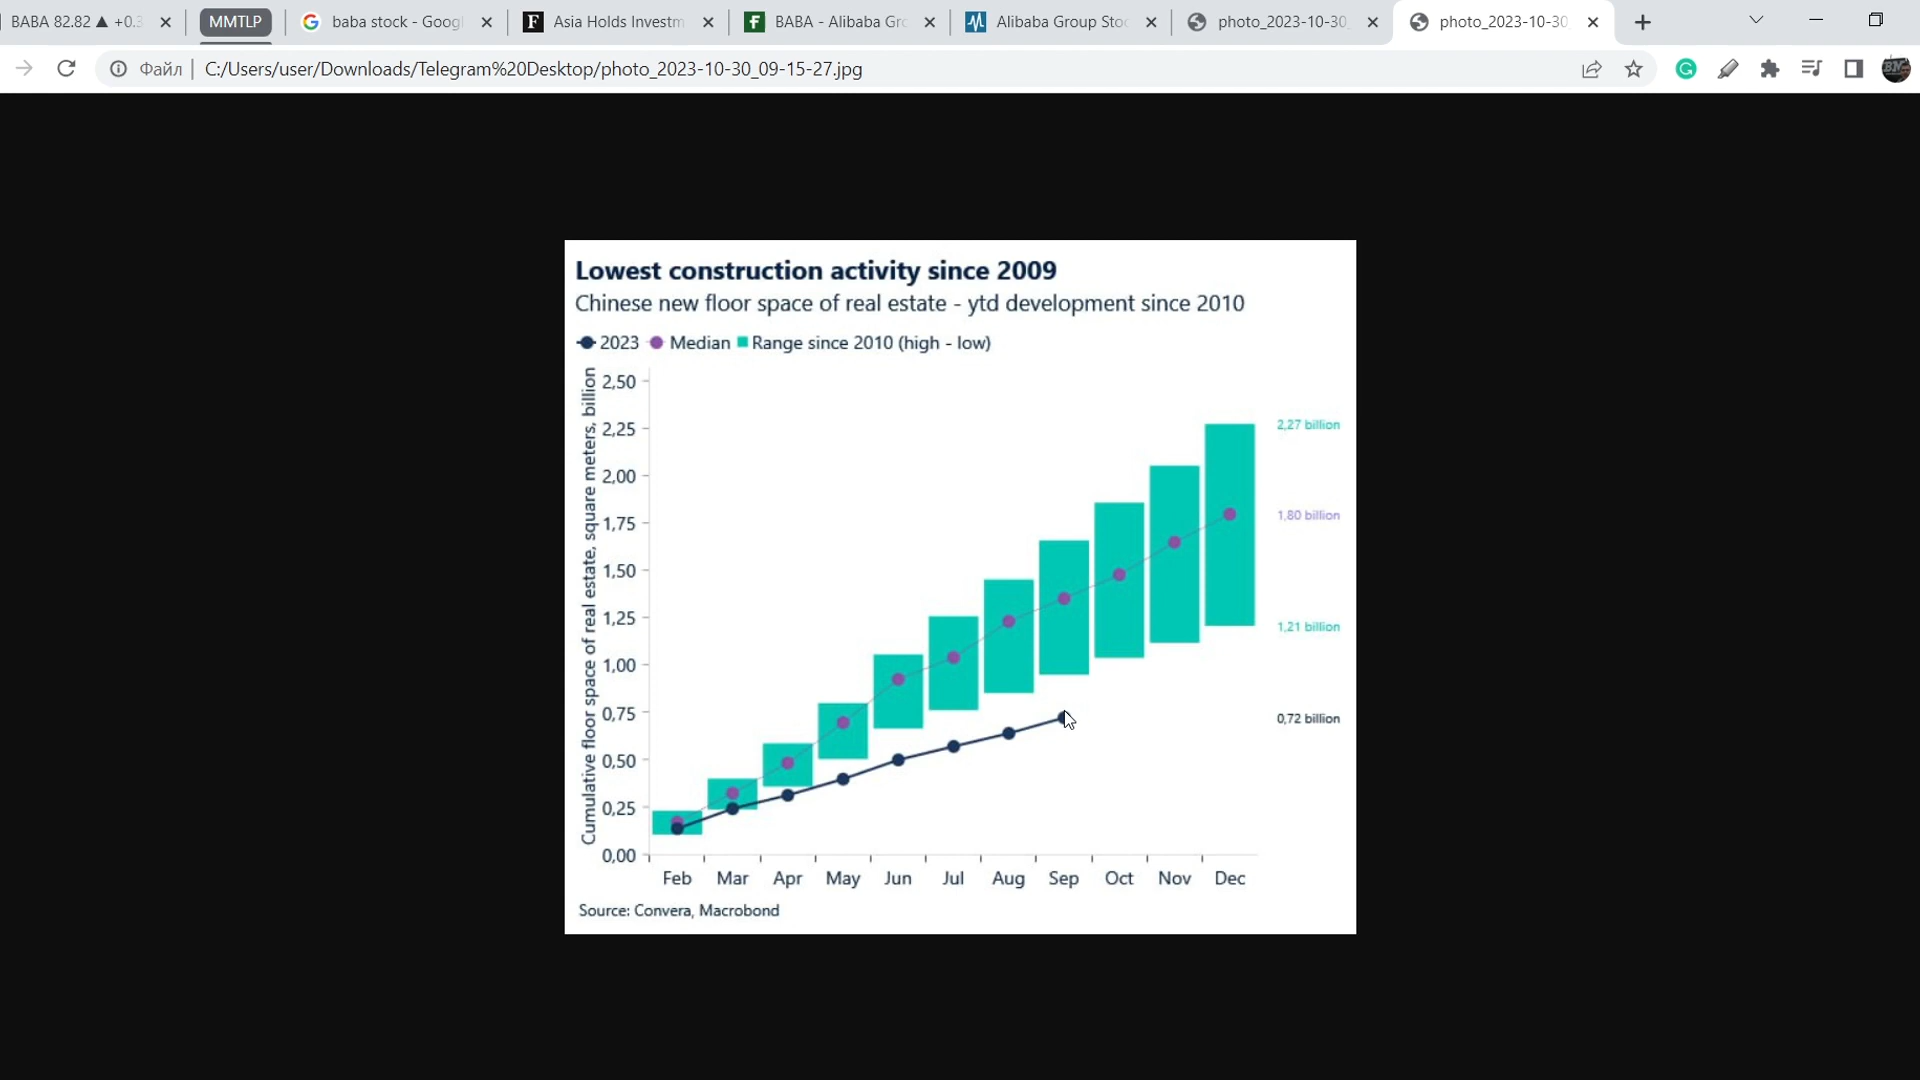 BABA 82.82 ▲ +0.3
MMTLP
baba stock - Googl
Asia Holds Investm
BABA - Alibaba Gro
Alibaba Group Stoc
photo_2023-10-30_
photo_2023-10-30
Файл | C:/Users/user/Downloads/Telegram%20Desktop/photo_2023-10-30_09-15-27.jpg
Lowest construction activity since 2009
Chinese new floor space of real estate - ytd development since 2010
2023 Median Range since 2010 (high - low)
Cumulative floor space of real estate, square meters, billion
2,50
2,25
2,00
1,75
1,50
1,25
1,00
0,75
0,50
0,25
0,00
2,27 billion
1,80 billion
1,21 billion
0,72 billion
Feb Mar Apr May Jun Jul Aug Sep Oct Nov Dec
Source: Convera, Macrobond